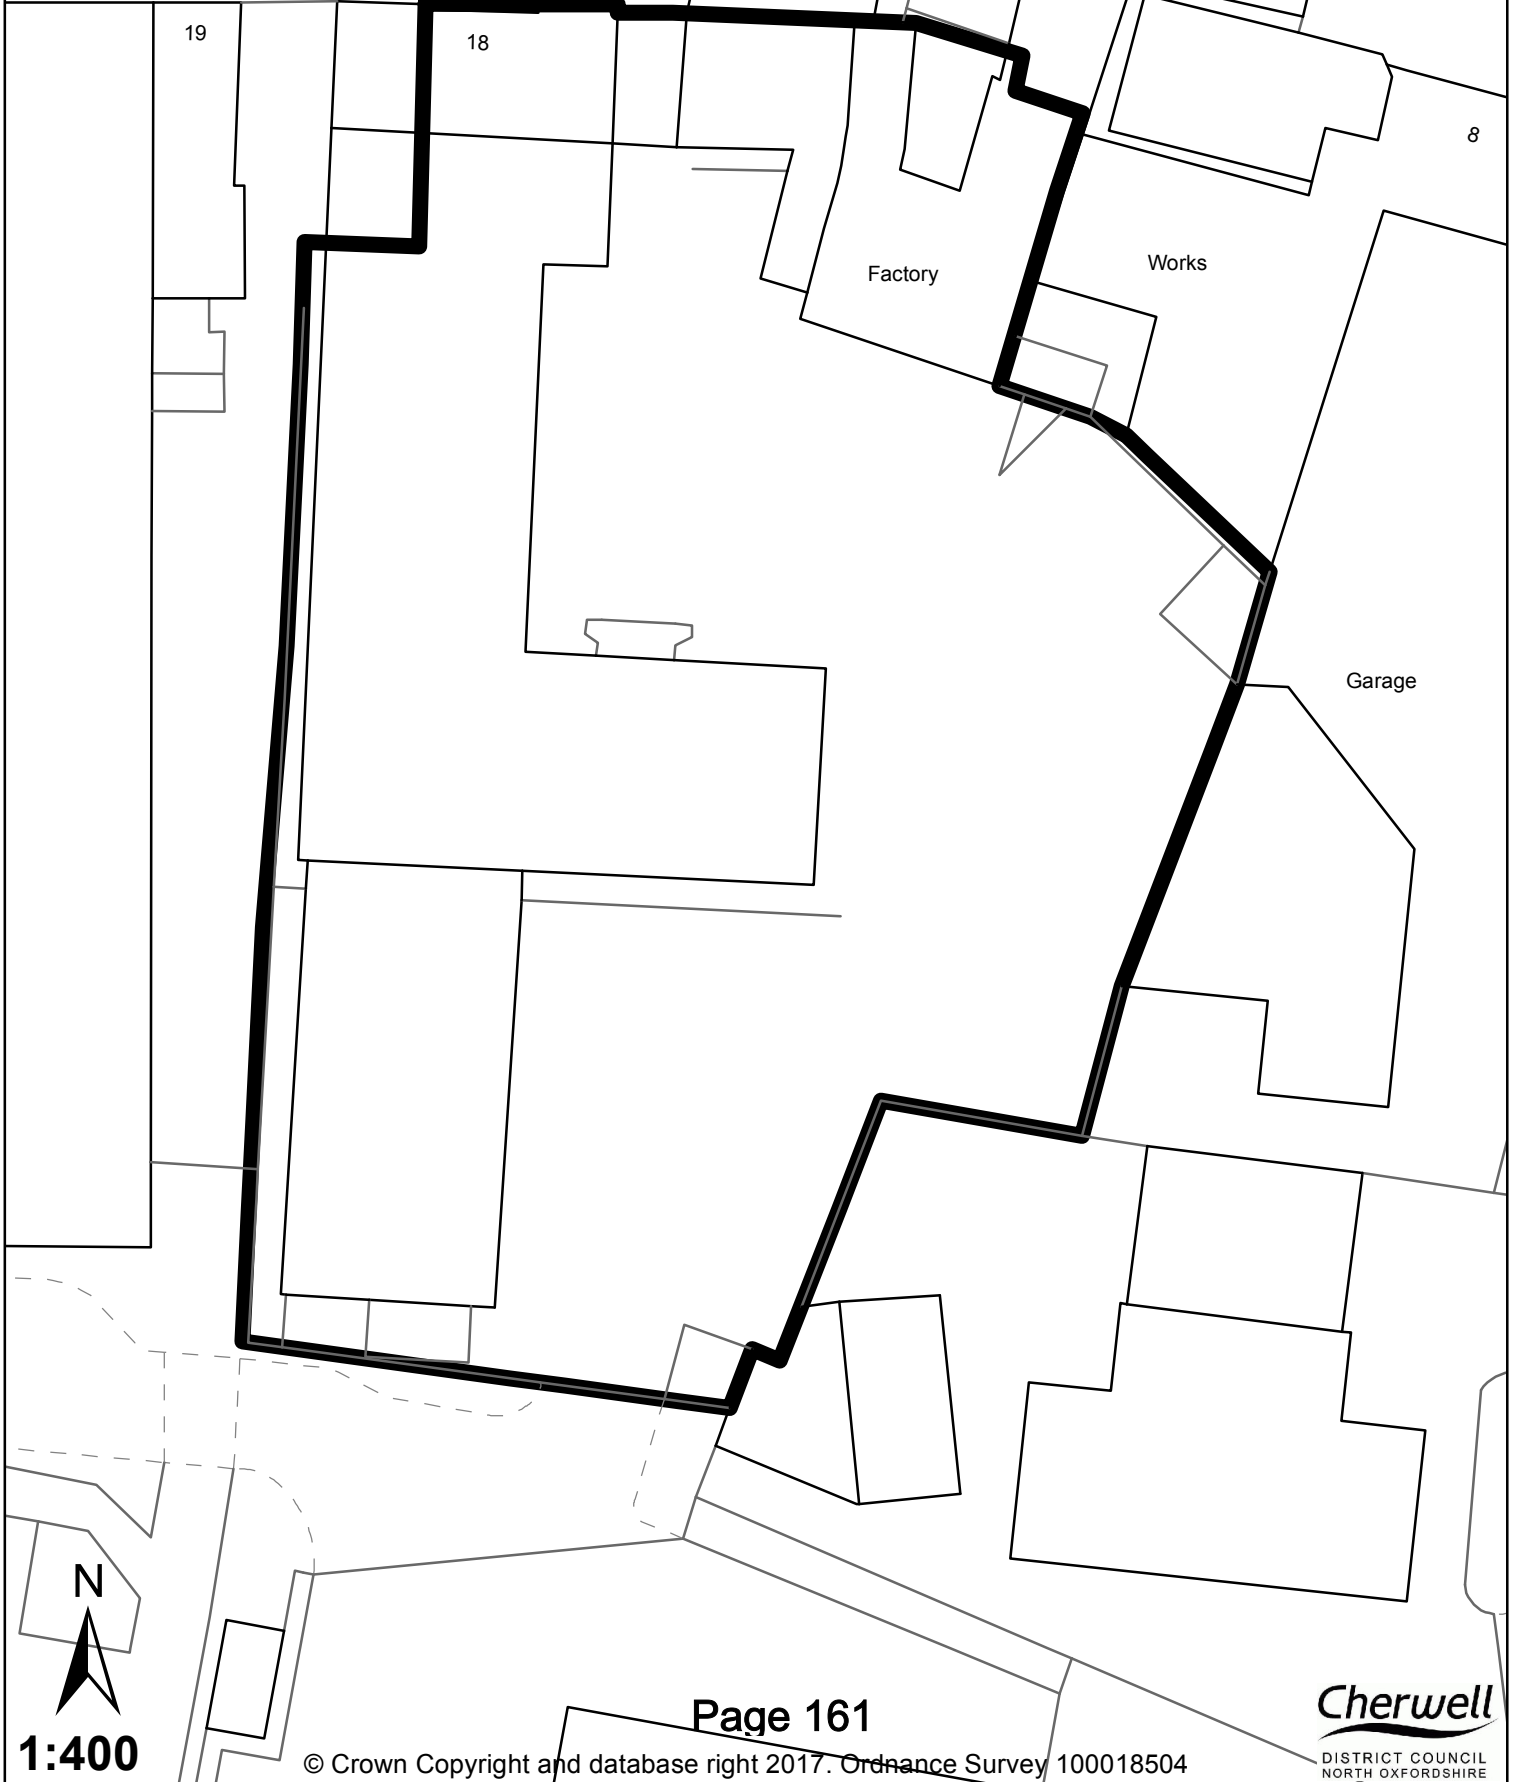 19
18
8
Works
Factory
Garage
N
Page 161
1:400
© Crown Copyright and database right 2017. Ordnance Survey 100018504
Cherwell
DISTRICT COUNCIL
NORTH OXFORDSHIRE